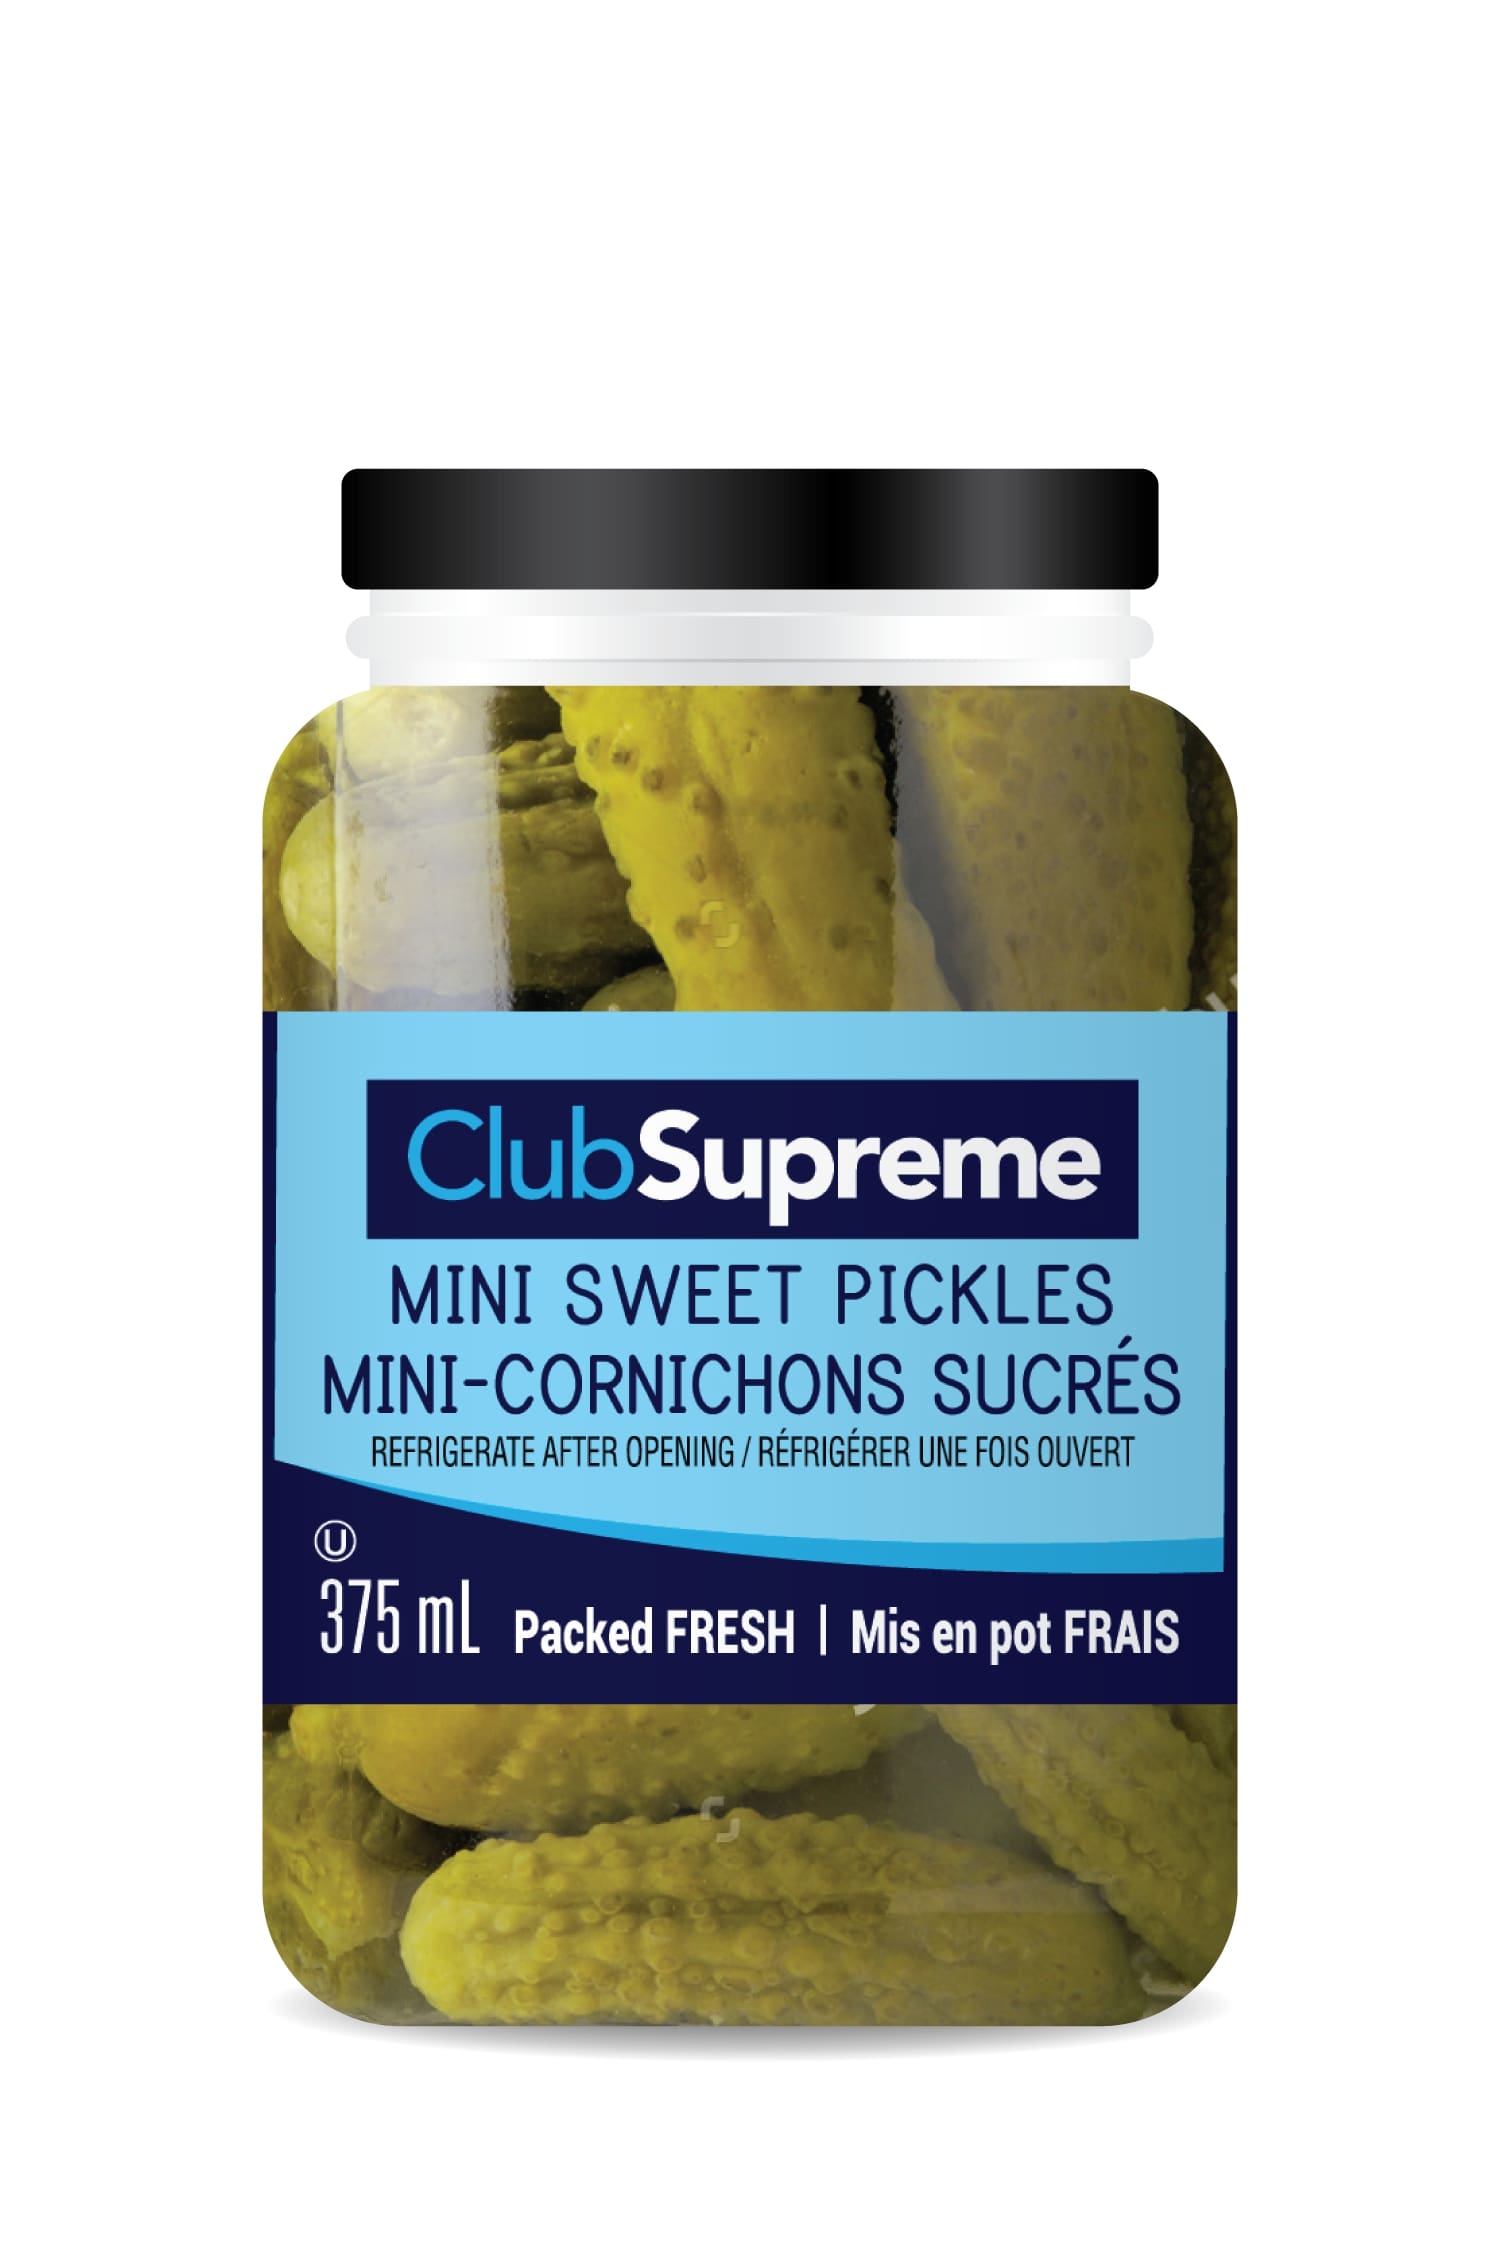 ClubSupreme
MINI SWEET PICKLES
MINI-CORNICHONS SUCRÉS
REFRIGERATE AFTER OPENING / RÉFRIGÉRER UNE FOIS OUVERT
U
375 mL Packed FRESH | Mis en pot FRAIS